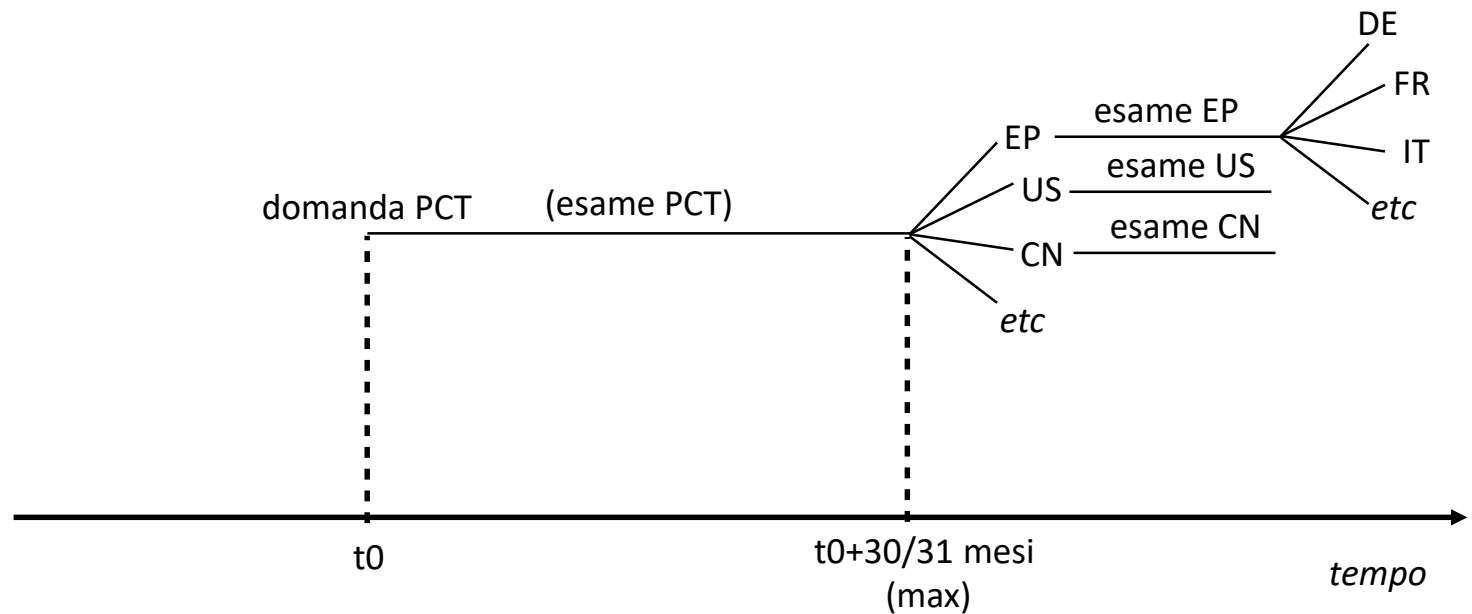 DE
FR
IT
etc
EP
esame EP
US
esame US
CN
esame CN
etc
domanda PCT
(esame PCT)
t0
t0+30/31 mesi
(max)
tempo